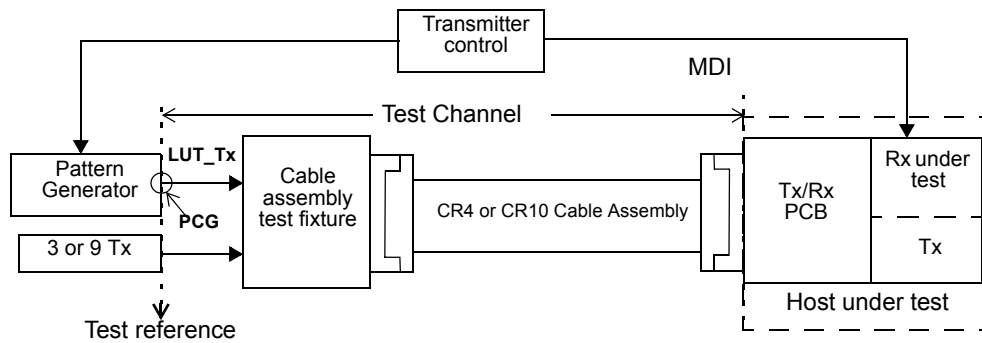 Transmitter
control
MDI
Test Channel
Pattern
Generator
LUT_Tx
PCG
3 or 9 Tx
Cable
assembly
test fixture
CR4 or CR10 Cable Assembly
Tx/Rx
PCB
Rx under
test
Tx
Host under test
Test reference